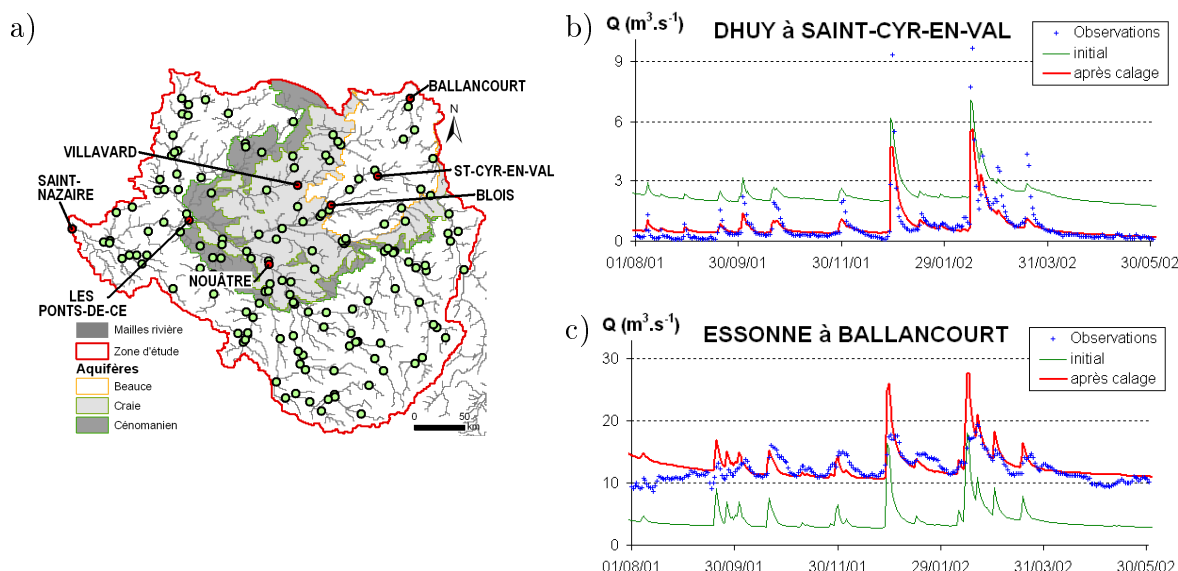 a)
BALLANCOURT
N
VILLAVARD
ST-CYR-EN-VAL
SAINT-
NAZAIRE
BLOIS
NOUÂTRE
LES
PONTS-DE-CE
Mailles rivière
Zone d'étude
Aquifères
Beauce
Craie
Cénomanien
0 50
km
b)
Q (m³.s⁻¹)
DHUY à SAINT-CYR-EN-VAL
Observations
initial
après calage
9
6
3
0
01/08/01 30/09/01 30/11/01 29/01/02 31/03/02 30/05/02
c)
Q (m³.s⁻¹)
ESSONNE à BALLANCOURT
Observations
initial
après calage
30
20
10
0
01/08/01 30/09/01 30/11/01 29/01/02 31/03/02 30/05/02